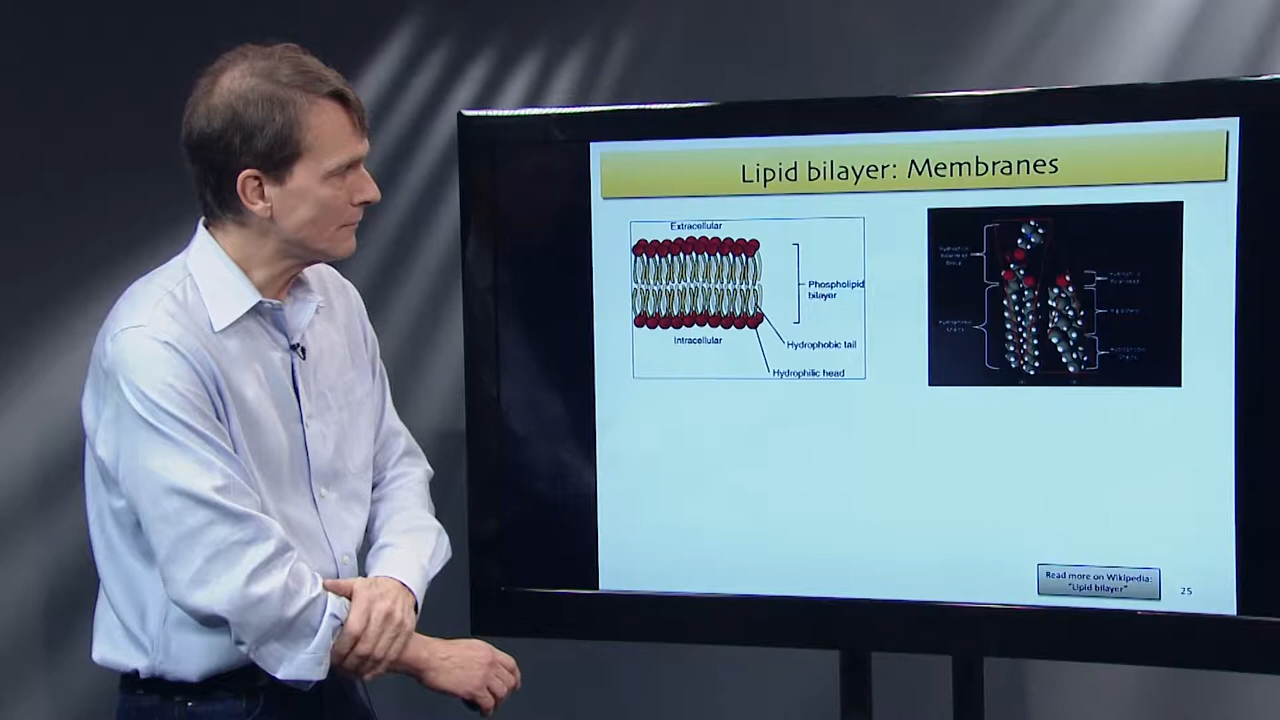 Lipid bilayer: Membranes
Extracellular
Phospholipid
bilayer
Intracellular
Hydrophobic tail
Hydrophilic head
Read more on Wikipedia:
"Lipid bilayer"
25